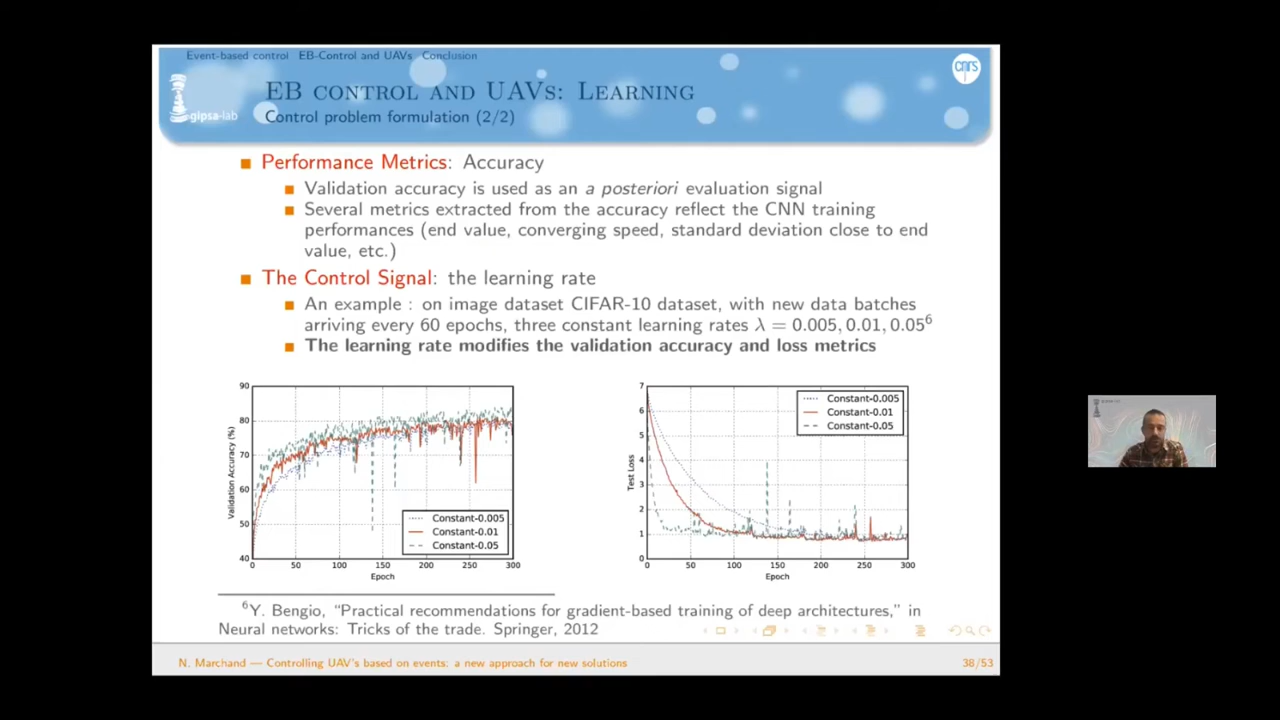 Event-based control EB-Control and UAVs Conclusion
EB CONTROL AND UAVS: LEARNING
Control problem formulation (2/2)
gipsa-lab
cnrs
Performance Metrics: Accuracy
Validation accuracy is used as an a posteriori evaluation signal
Several metrics extracted from the accuracy reflect the CNN training
performances (end value, converging speed, standard deviation close to end
value, etc.)
The Control Signal: the learning rate
An example : on image dataset CIFAR-10 dataset, with new data batches
arriving every 60 epochs, three constant learning rates λ = 0.005, 0.01, 0.05⁶
The learning rate modifies the validation accuracy and loss metrics
90
80
70
60
50
40
Validation Accuracy (%)
0 50 100 150 200 250 300
Epoch
Constant-0.005
Constant-0.01
Constant-0.05
7
6
5
4
3
2
1
0
Test Loss
0 50 100 150 200 250 300
Epoch
Constant-0.005
Constant-0.01
Constant-0.05
⁶Y. Bengio, “Practical recommendations for gradient-based training of deep architectures,” in
Neural networks: Tricks of the trade. Springer, 2012
N. Marchand — Controlling UAV's based on events: a new approach for new solutions
38/53